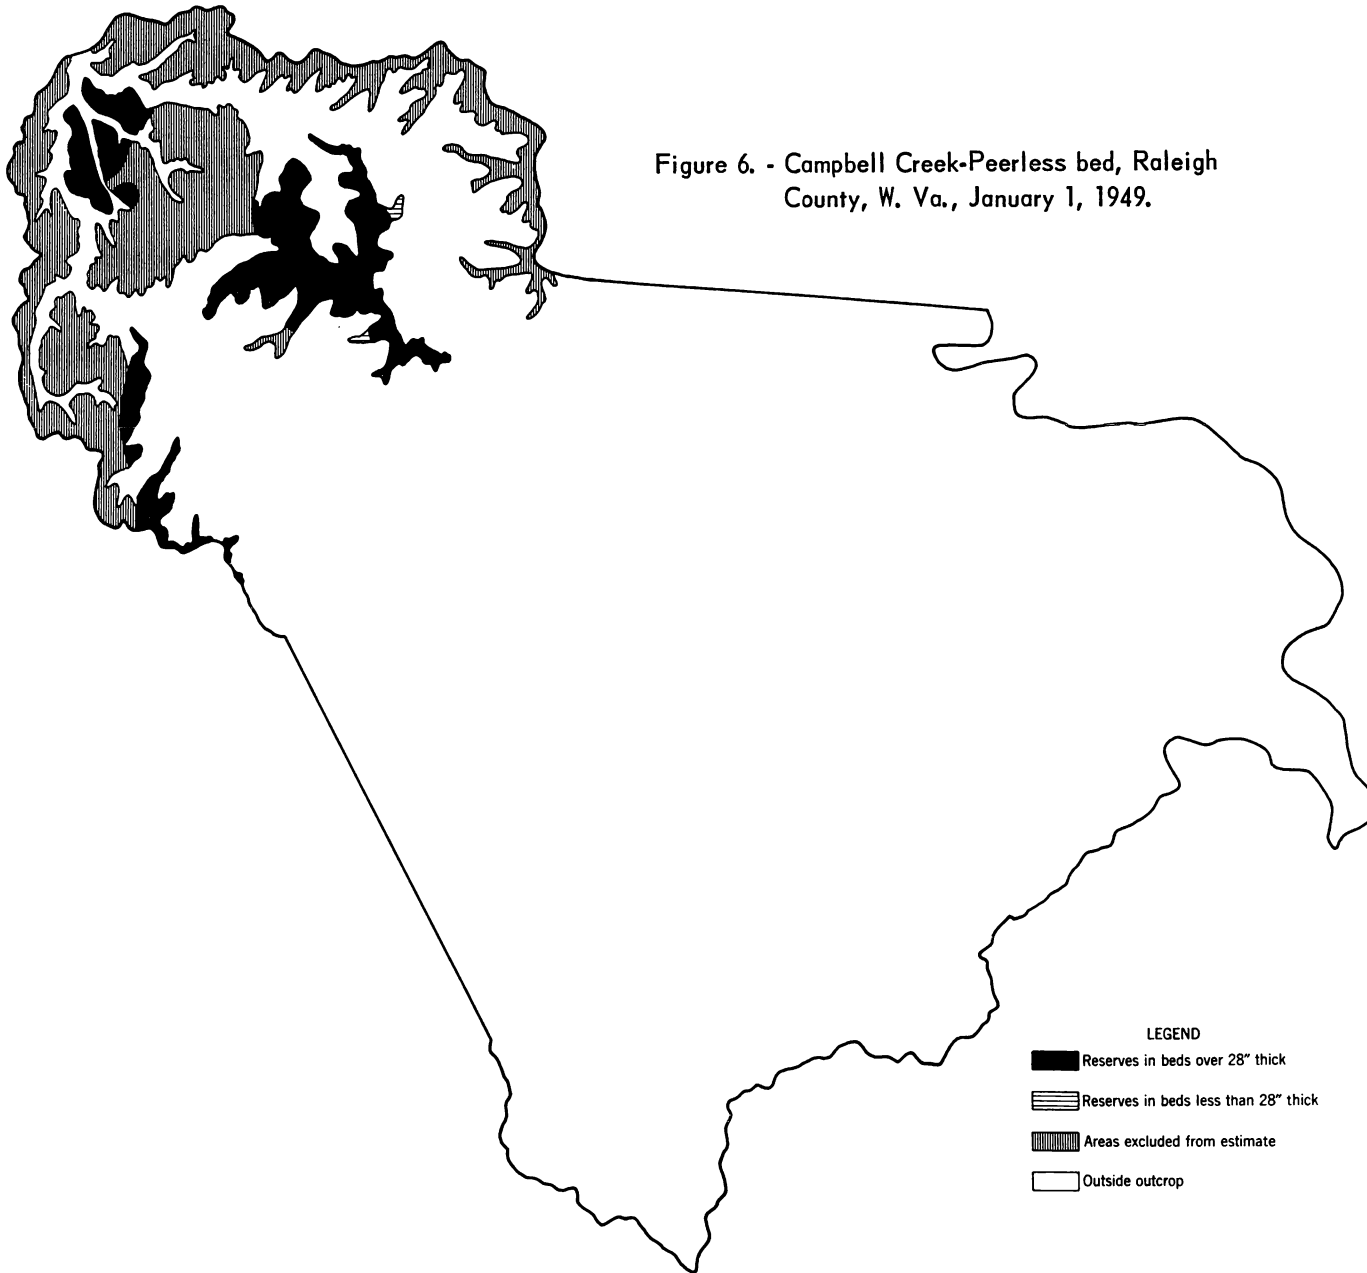 Figure 6. - Campbell Creek-Peerless bed, Raleigh
County, W. Va., January 1, 1949.
LEGEND
Reserves in beds over 28" thick
Reserves in beds less than 28" thick
Areas excluded from estimate
Outside outcrop